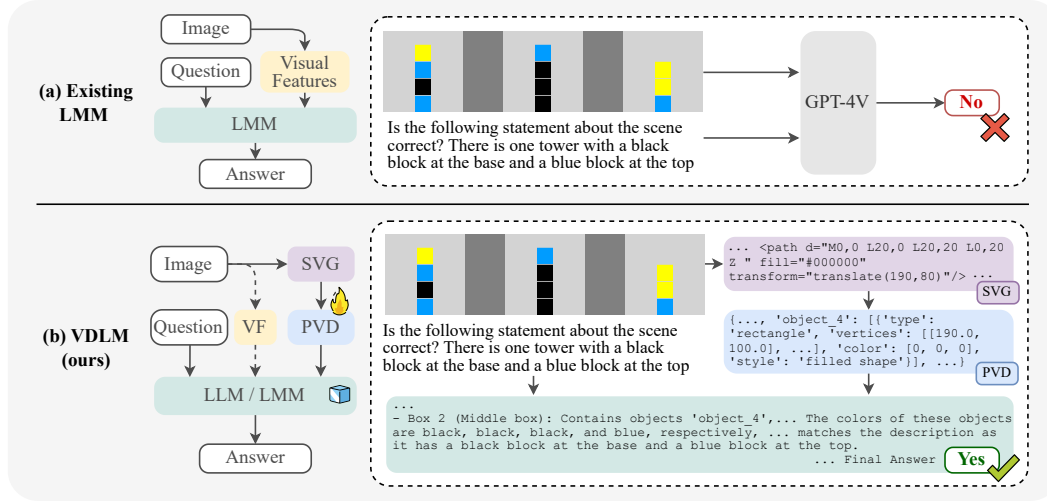 (a) Existing
LMM
Image
Question
Visual
Features
LMM
Answer
Is the following statement about the scene
correct? There is one tower with a black
block at the base and a blue block at the top
GPT-4V
No
(b) VDLM
(ours)
Image
SVG
Question
VF
PVD
LLM / LMM
Answer
Is the following statement about the scene
correct? There is one tower with a black
block at the base and a blue block at the top
... <path d="M0,0 L20,0 L20,20 L0,20
Z " fill="#000000"
transform="translate(190,80)"/> ...
SVG
{..., 'object_4': [{'type':
'rectangle', 'vertices': [[190.0,
100.0], ...], 'color': [0, 0, 0],
'style': 'filled shape'}], ...}
PVD
...
- Box 2 (Middle box): Contains objects 'object_4',... The colors of these objects
are black, black, black, and blue, respectively, ... matches the description as
it has a black block at the base and a blue block at the top.
... Final Answer Yes